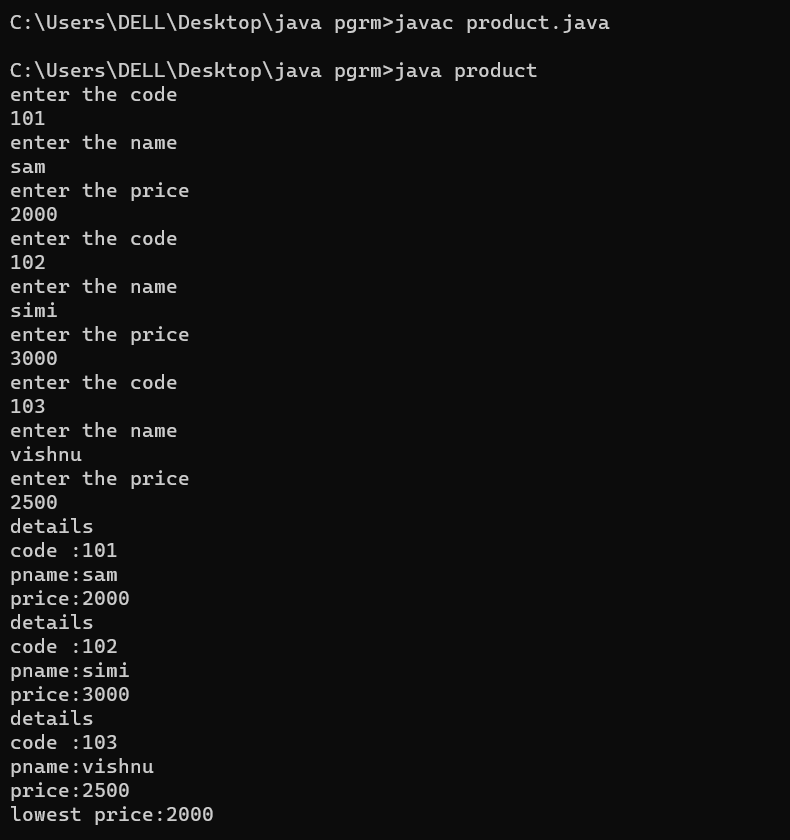 C:\Users\DELL\Desktop\java pgrm>javac product.java
C:\Users\DELL\Desktop\java pgrm>java product
enter the code
101
enter the name
sam
enter the price
2000
enter the code
102
enter the name
simi
enter the price
3000
enter the code
103
enter the name
vishnu
enter the price
2500
details
code :101
pname:sam
price:2000
details
code :102
pname:simi
price:3000
details
code :103
pname:vishnu
price:2500
lowest price:2000